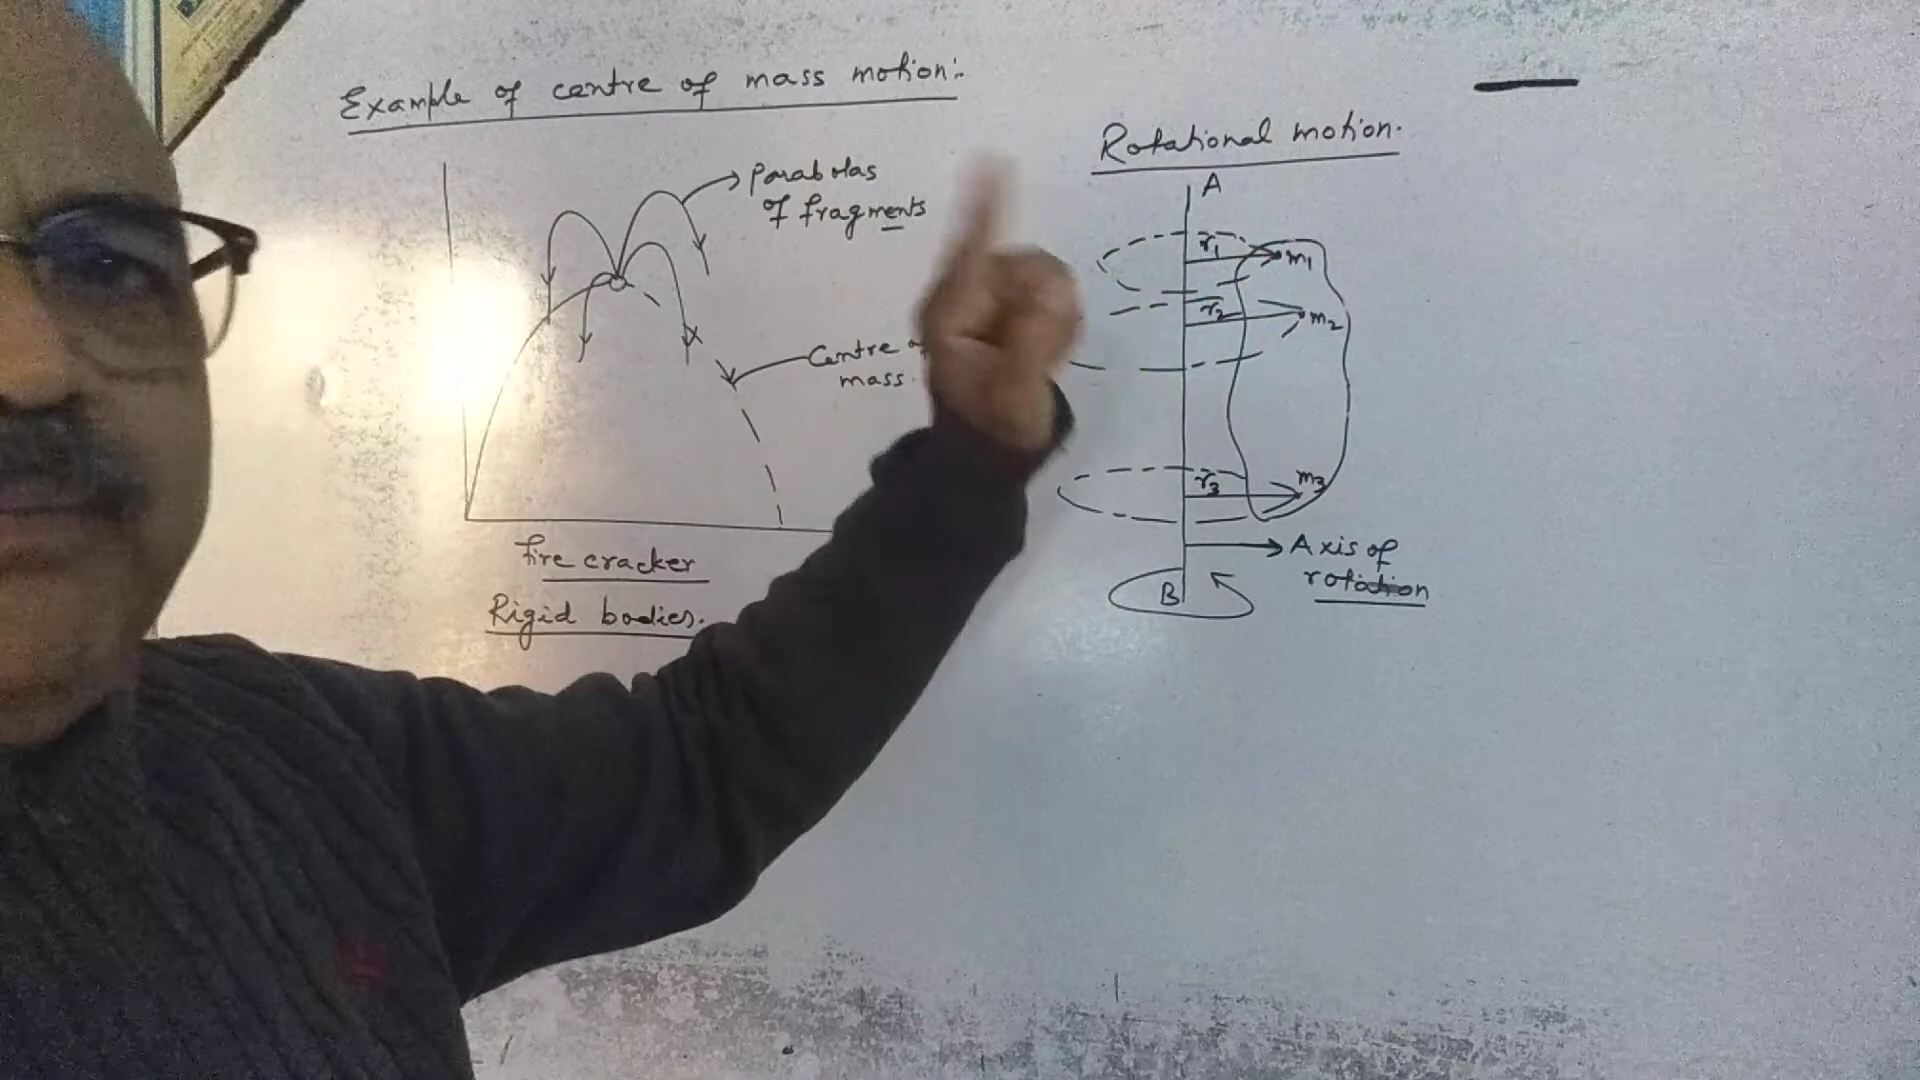 Example of centre of mass motion:-
Parabolas
of fragments
Centre
mass.
Fire cracker
Rigid bodies.
Rotational motion.
A
r1
m1
r2
m2
r3
m3
Axis of
rotation
B